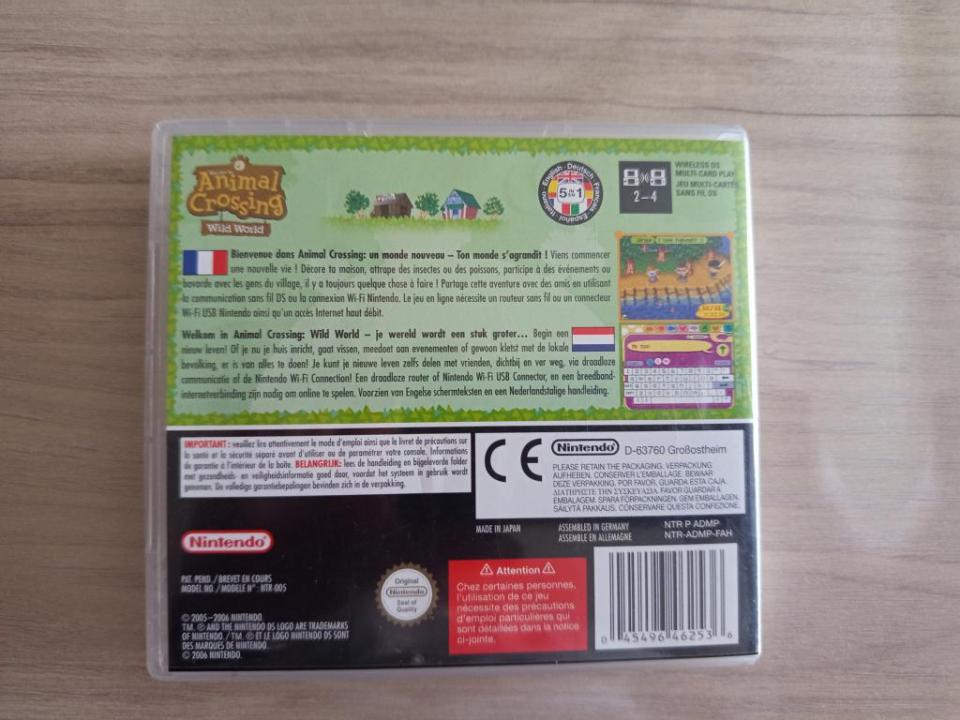 Animal
Crossing
Wild World
English · Deutsch · Français · Español · Italiano
5 IN EN 1
2–4
WIRELESS DS
MULTI-CARD PLAY
JEU MULTI-CARTES
SANS FIL DS
Bienvenue dans Animal Crossing: un monde nouveau – Ton monde s'agrandit ! Viens commencer
une nouvelle vie ! Décore ta maison, attrape des insectes ou des poissons, participe à des événements ou
bavarde avec les gens du village, il y a toujours quelque chose à faire ! Partage cette aventure avec des amis en utilisant
la communication sans fil DS ou la connexion Wi-Fi Nintendo. Le jeu en ligne nécessite un routeur sans fil ou un connecteur
Wi-Fi USB Nintendo ainsi qu'un accès Internet haut débit.
Welkom in Animal Crossing: Wild World – je wereld wordt een stuk groter... Begin een
nieuw leven! Of je nu je huis inricht, gaat vissen, meedoet aan evenementen of gewoon kletst met de lokale
bevolking, er is van alles te doen! Je kunt je nieuwe leven zelfs delen met vrienden, dichtbij en ver weg, via draadloze
communicatie of de Nintendo Wi-Fi Connection! Een draadloze router of Nintendo Wi-Fi USB Connector, en een breedband-
internetverbinding zijn nodig om online te spelen. Voorzien van Engelse schermteksten en een Nederlandstalige handleiding.
IMPORTANT : veuillez lire attentivement le mode d'emploi ainsi que le livret de précautions sur
la santé et la sécurité séparé avant d'utiliser ou de paramétrer votre console. Informations
de garantie à l'intérieur de la boîte. BELANGRIJK: lees de handleiding en bijgeleverde folder
met gezondheids- en veiligheidsinformatie goed door, voordat het systeem in gebruik wordt
genomen. De volledige garantiebepalingen bevinden zich in de verpakking.
CE
Nintendo D-63760 Großostheim
PLEASE RETAIN THE PACKAGING. VERPACKUNG
AUFHEBEN. CONSERVER L'EMBALLAGE. BEWAAR
DEZE VERPAKKING. POR FAVOR, GUARDA ESTA CAJA.
ΔΙΑΤΗΡΗΣΤΕ ΤΗΝ ΣΥΣΚΕΥΑΣΙΑ. FAVOR GUARDAR A
EMBALAGEM. SPARA FÖRPACKNINGEN. GEM EMBALLAGEN.
SÄILYTÄ PAKKAUS. CONSERVARE QUESTA CONFEZIONE.
MADE IN JAPAN
ASSEMBLED IN GERMANY
ASSEMBLÉ EN ALLEMAGNE
NTR P ADMP
NTR-ADMP-FAH
Nintendo
PAT. PEND. / BREVET EN COURS
MODEL NO. / MODÈLE N°: NTR-005
© 2005–2006 NINTENDO.
TM, ® AND THE NINTENDO DS LOGO ARE TRADEMARKS
OF NINTENDO. / TM, ® ET LE LOGO NINTENDO DS SONT
DES MARQUES DE NINTENDO.
© 2006 NINTENDO.
Original
Nintendo
Seal of
Quality
Attention
Chez certaines personnes,
l'utilisation de ce jeu
nécessite des précautions
d'emploi particulières qui
sont détaillées dans la notice
ci-jointe.
0 45496 46253 6